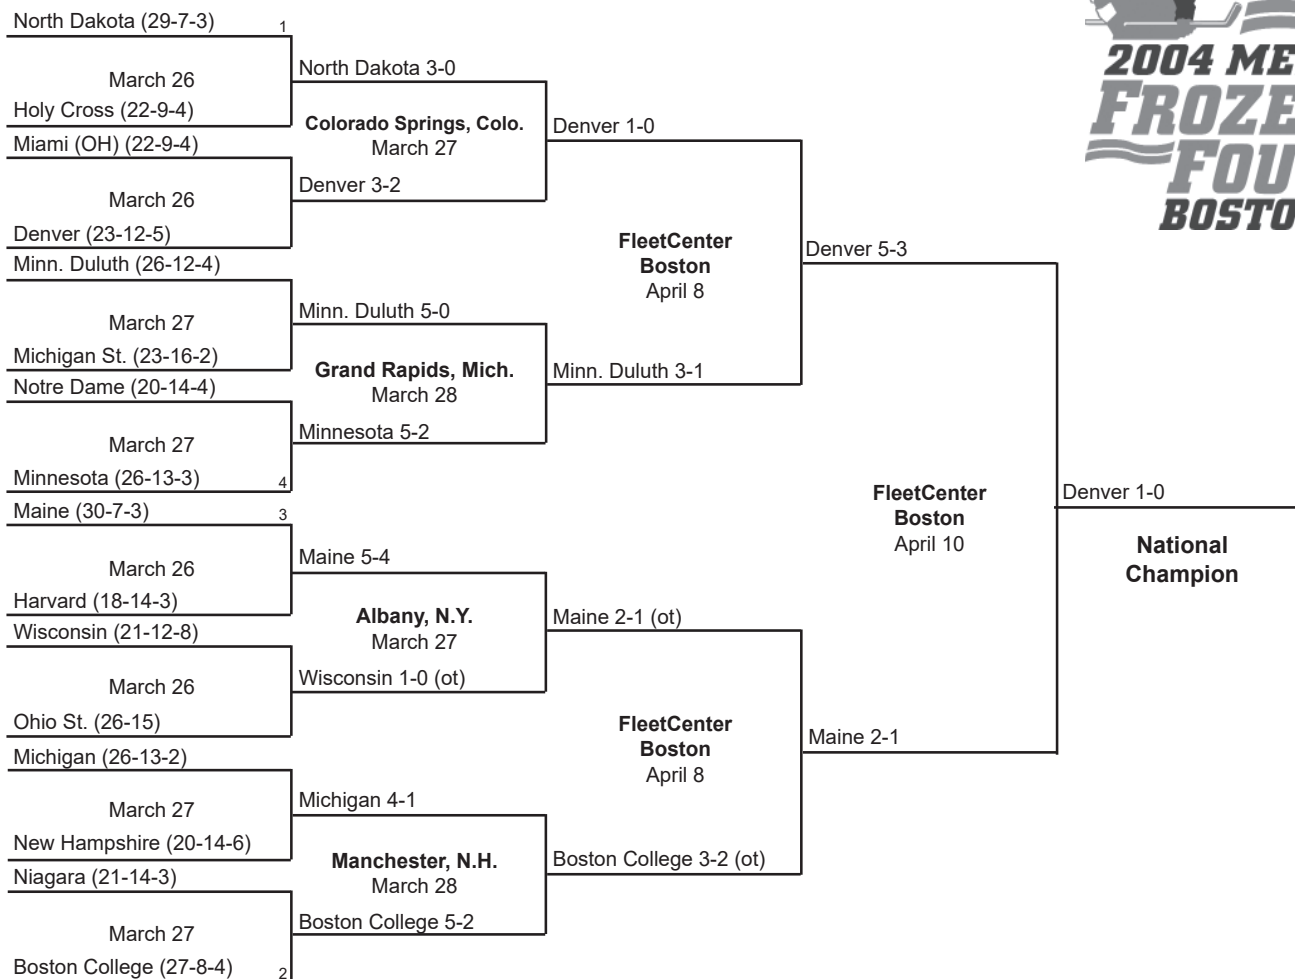 North Dakota (29-7-3) 1
March 26
Holy Cross (22-9-4)
Miami (OH) (22-9-4)
March 26
Denver (23-12-5)
Minn. Duluth (26-12-4)
March 27
Michigan St. (23-16-2)
Notre Dame (20-14-4)
March 27
Minnesota (26-13-3) 4
Maine (30-7-3) 3
March 26
Harvard (18-14-3)
Wisconsin (21-12-8)
March 26
Ohio St. (26-15)
Michigan (26-13-2)
March 27
New Hampshire (20-14-6)
Niagara (21-14-3)
March 27
Boston College (27-8-4) 2
North Dakota 3-0
Colorado Springs, Colo.
March 27
Denver 3-2
Minn. Duluth 5-0
Grand Rapids, Mich.
March 28
Minnesota 5-2
Maine 5-4
Albany, N.Y.
March 27
Wisconsin 1-0 (ot)
Michigan 4-1
Manchester, N.H.
March 28
Boston College 5-2
Denver 1-0
FleetCenter
Boston
April 8
Minn. Duluth 3-1
Maine 2-1 (ot)
FleetCenter
Boston
April 8
Boston College 3-2 (ot)
Denver 5-3
FleetCenter
Boston
April 10
Maine 2-1
Denver 1-0
National
Champion
2004 ME
FROZE
FOU
BOSTO